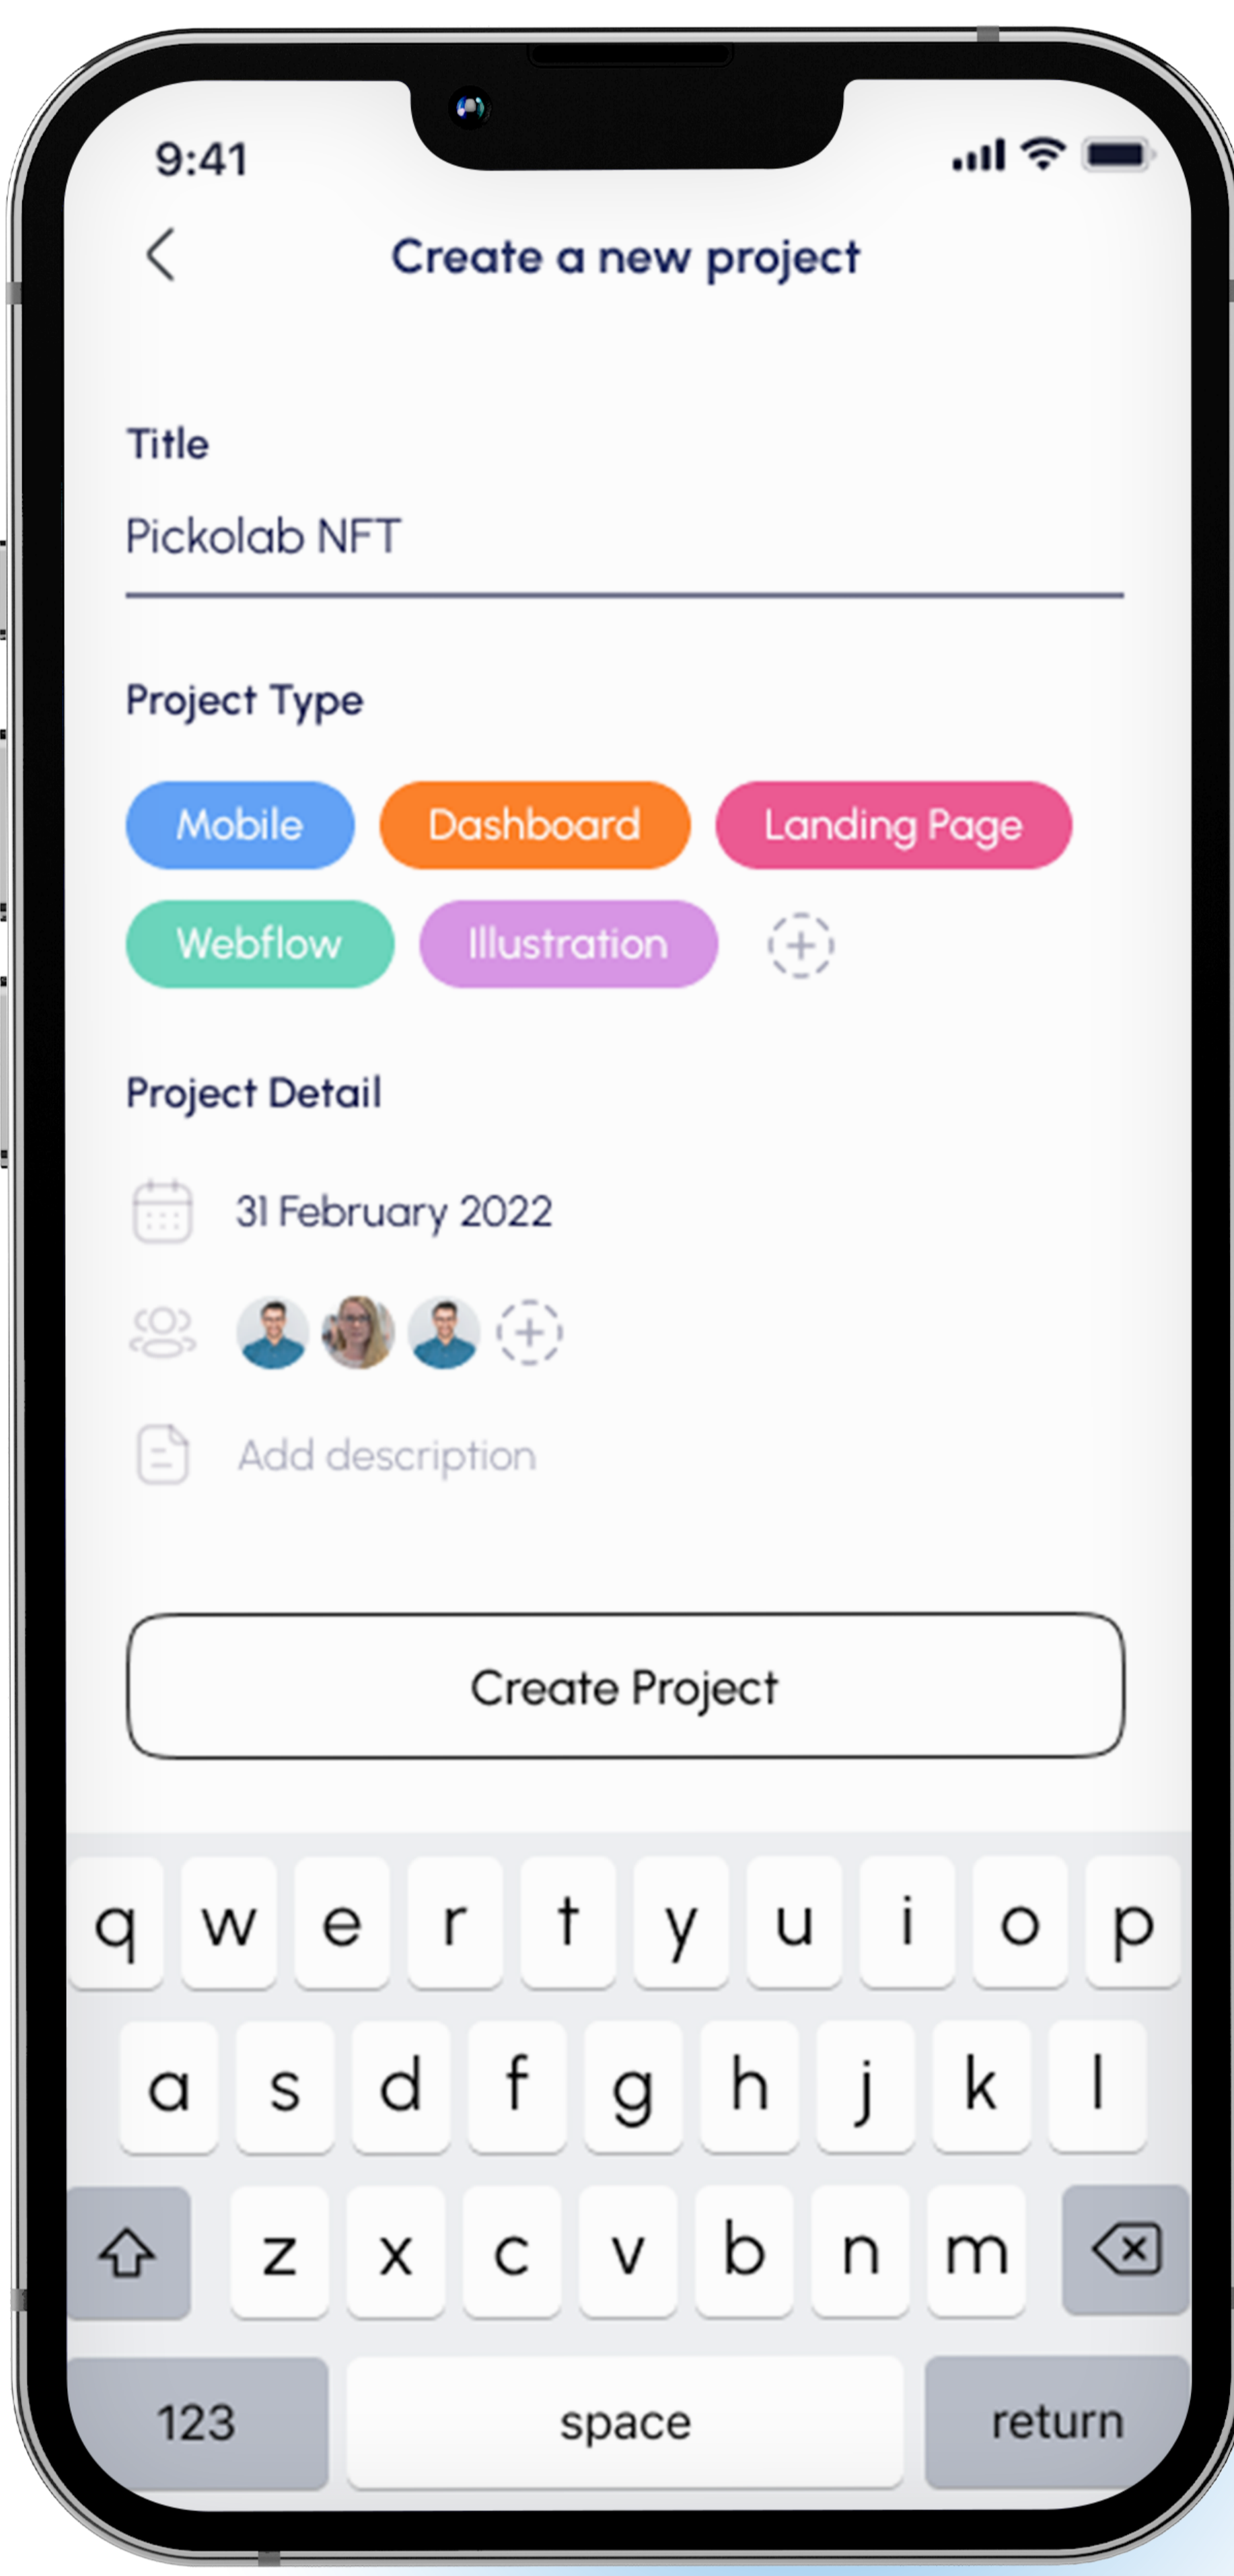 9:41
Create a new project
Title
Pickolab NFT
Project Type
Mobile Dashboard Landing Page
Webflow Illustration
Project Detail
31 February 2022
Add description
Create Project
q w e r t y u i o p
a s d f g h j k l
z x c v b n m
123 space return